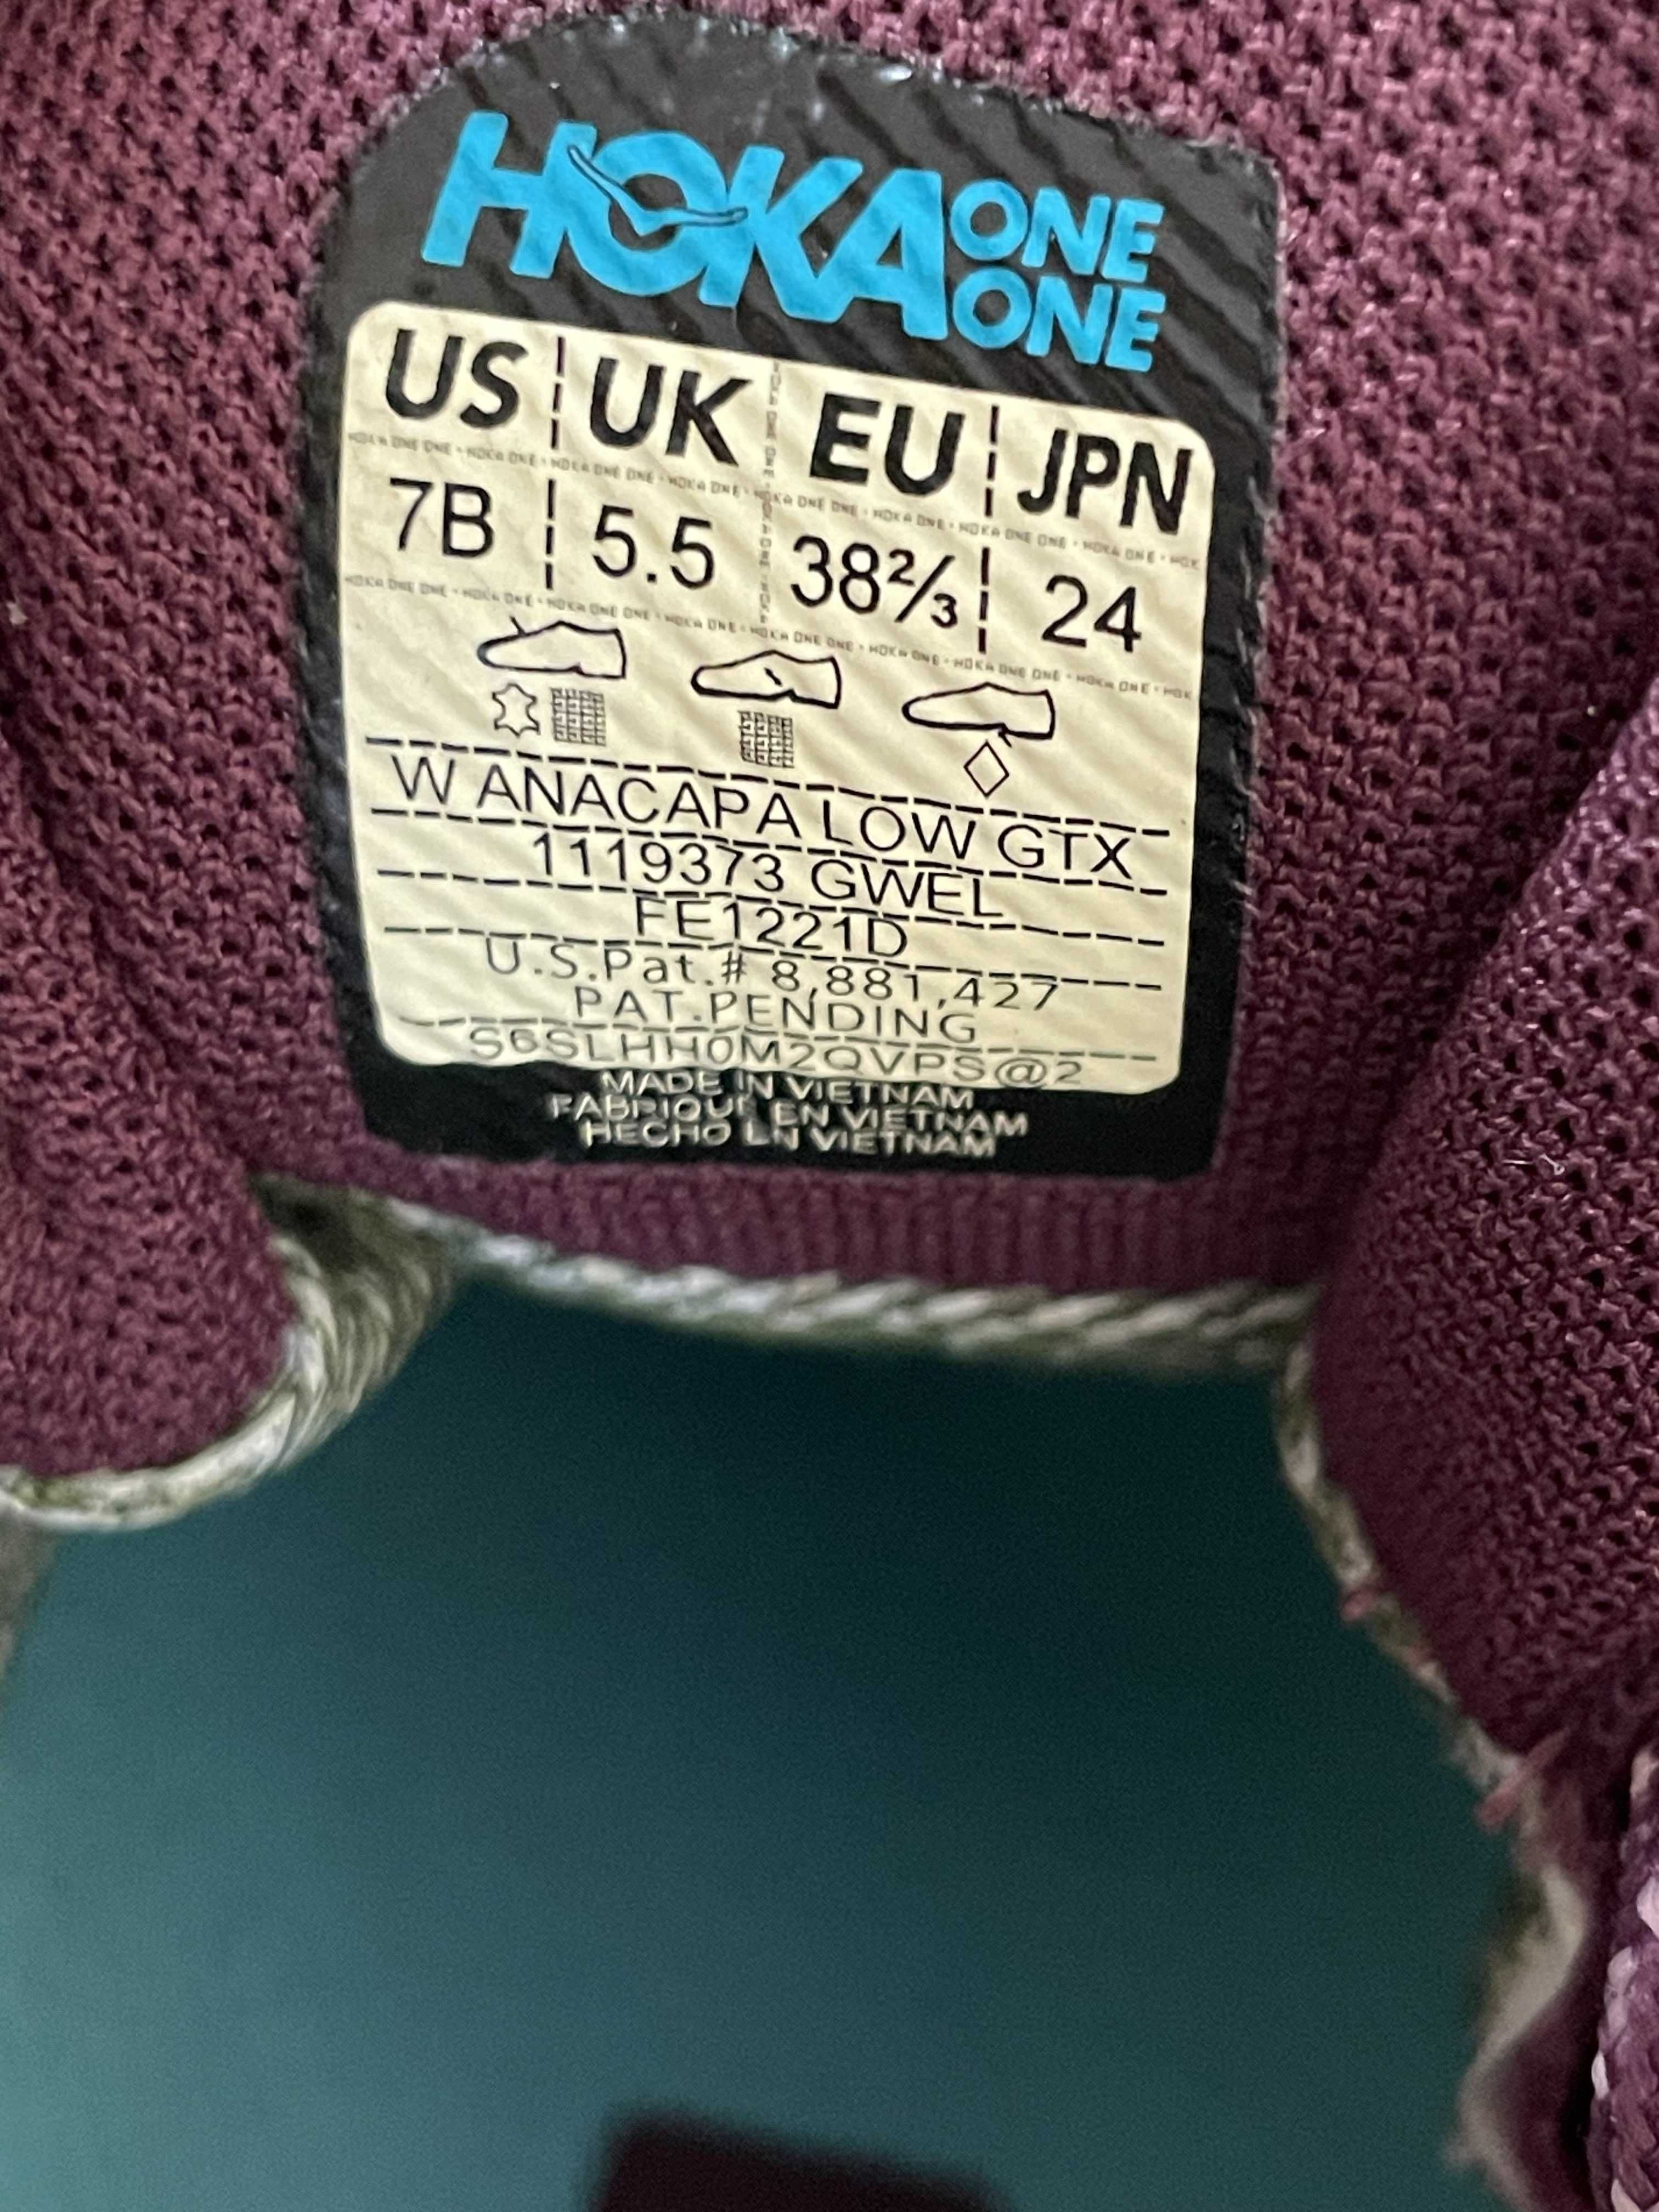 HOKA ONE ONE
US UK EU JPN
7B 5.5 38⅔ 24
W ANACAPA LOW GTX
1119373 GWEL
FE1221D
U.S.Pat.# 8,881,427
PAT.PENDING
S6SLHH0M2QVPS@2
MADE IN VIETNAM
FABRIQUE EN VIETNAM
HECHO EN VIETNAM